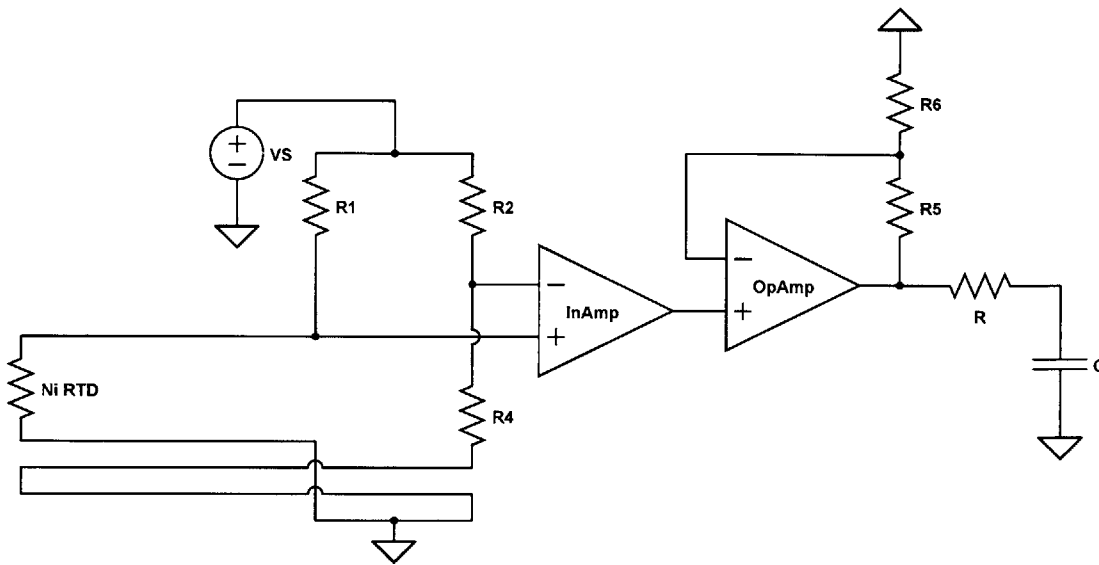 R6
+
−
VS
R1
R2
R5
−
OpAmp
+
−
InAmp
+
R
Ni RTD
R4
C